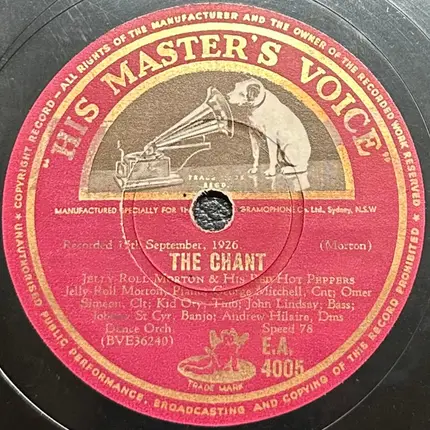 COPYRIGHT RECORD · ALL RIGHTS OF THE MANUFACTURER AND THE OWNER OF THE RECORDED WORK RESERVED
UNAUTHORISED PUBLIC PERFORMANCE, BROADCASTING AND COPYING OF THIS RECORD PROHIBITED
"HIS MASTER'S VOICE"
TRADE MARK
REGD.
MANUFACTURED SPECIALLY FOR Co. Ltd., Sydney, N.S.W
Recorded September, 1926. (Morton)
THE CHANT
JELLY ROLL MORTON & HIS RED HOT PEPPERS
Jelly Roll Morton, Piano; George Mitchell, Cnt; Omer
Simeon, Clt; Kid Ory, Tmb; John Lindsay, Bass;
Johnny St Cyr, Banjo; Andrew Hilaire, Dms
Dance Orch. Speed 78
(BVE36240) E.A.
4005
TRADE MARK